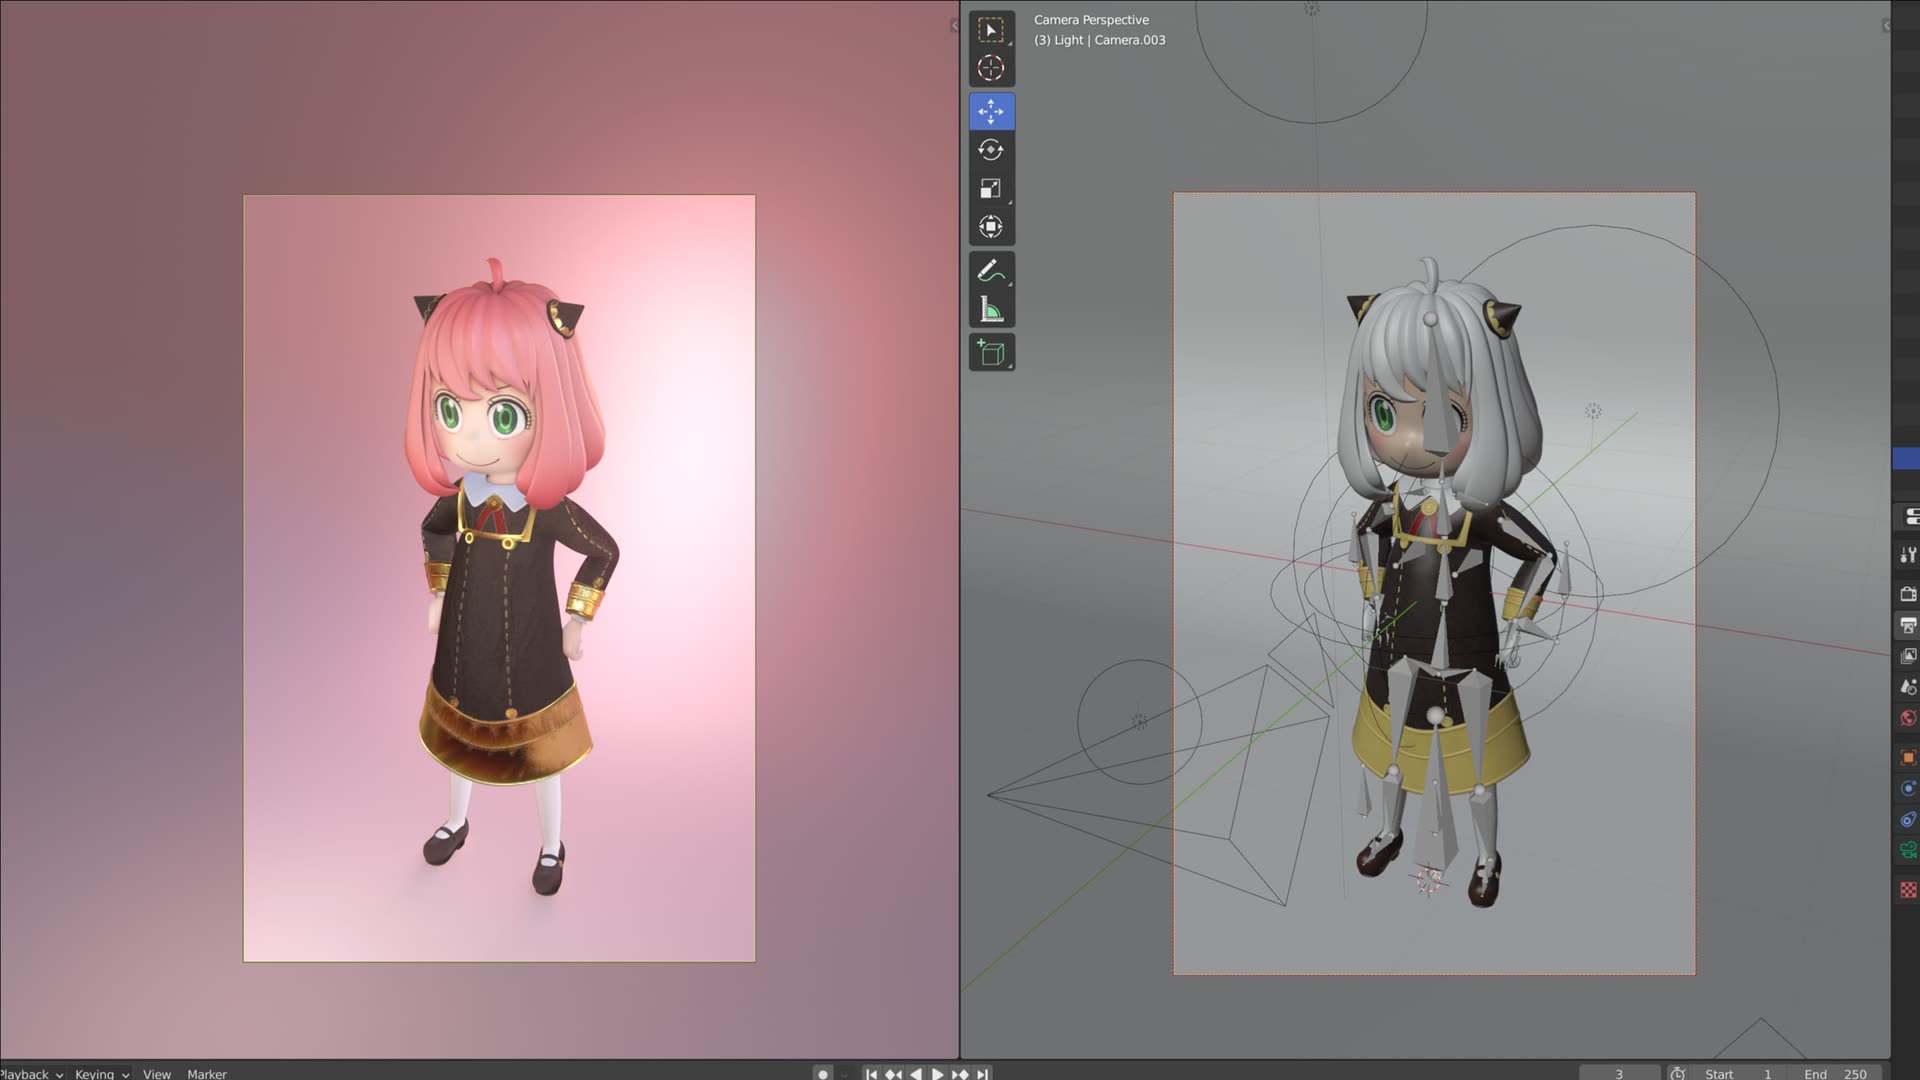 Camera Perspective
(3) Light | Camera.003
Playback
Keying
View
Marker
3
Start 1
End 250